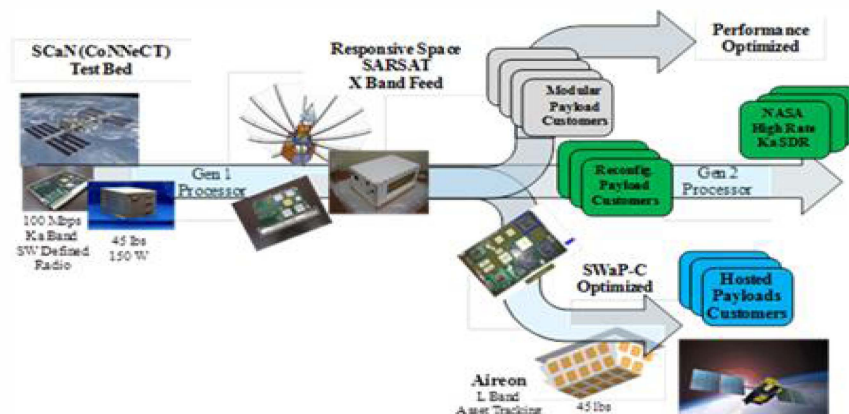 SCaN (CoNNeCT)
Test Bed
Responsive Space
SARSAT
X Band Feed
Performance
Optimized
Modular
Payload
Customers
NASA
High Rate
Ka SDR
Gen 1
Processor
Reconfig.
Payload
Customers
Gen 2
Processor
100 Mbps
Ka Band
SW Defined
Radio
45 lbs
150 W
SWaP-C
Optimized
Hosted
Payloads
Customers
Aireon
L Band
Asset Tracking
45 lbs